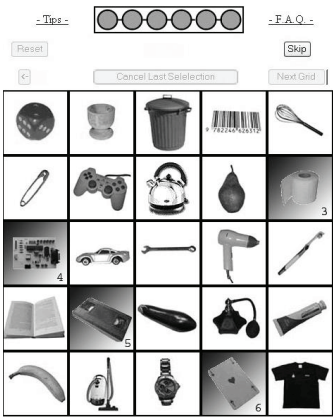 - Tips -
- F.A.Q. -
Reset
Skip
<-
Cancel Last Selelection
Next Grid
9 782246 626312
3
4
5
6